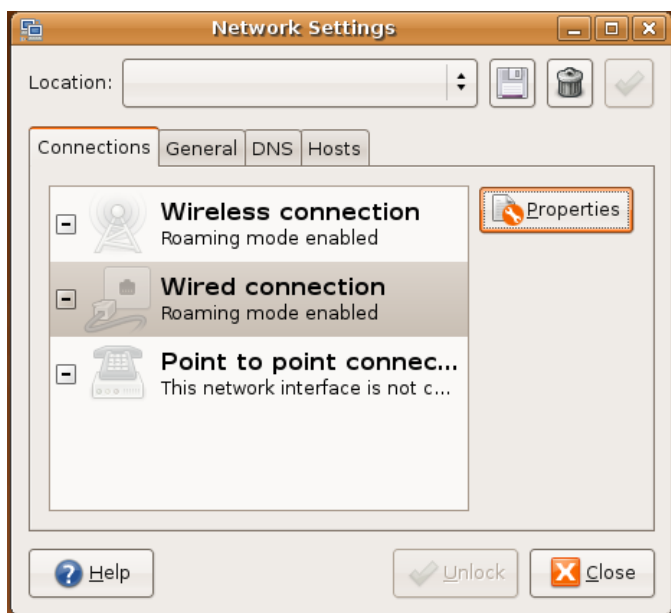 Network Settings
Location:
Connections General DNS Hosts
Wireless connection
Roaming mode enabled
Properties
Wired connection
Roaming mode enabled
Point to point connec...
This network interface is not c...
Help Unlock Close